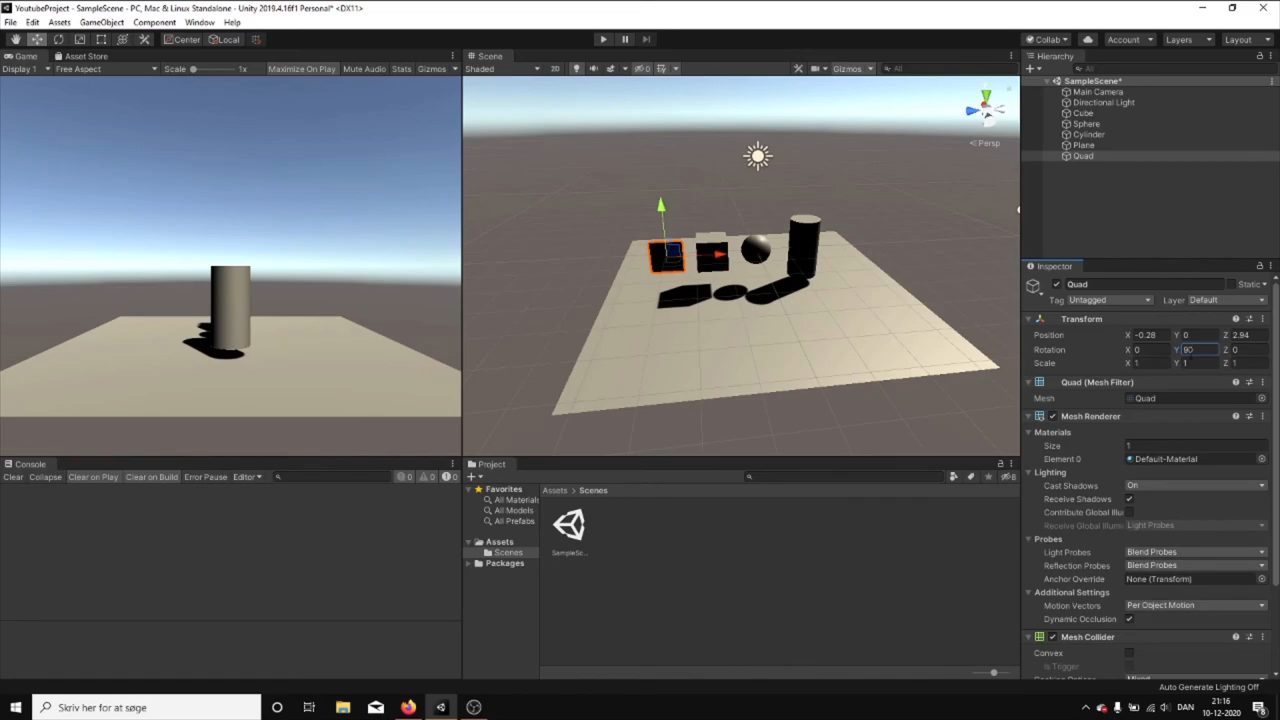 YoutubeProject - SampleScene - PC, Mac & Linux Standalone - Unity 2019.4.16f1 Personal* <DX11>
File Edit Assets GameObject Component Window Help
Center Local Collab Account Layers Layout
Game Asset Store
Display 1 Free Aspect Scale 1x Maximize On Play Mute Audio Stats Gizmos
Scene
Shaded 2D 0 Gizmos All
Persp
Hierarchy
All
SampleScene*
Main Camera
Directional Light
Cube
Sphere
Cylinder
Plane
Quad
Inspector
Quad Static
Tag Untagged Layer Default
Transform
Position X -0.28 Y 0 Z 2.94
Rotation X 0 Y 90 Z 0
Scale X 1 Y 1 Z 1
Quad (Mesh Filter)
Mesh Quad
Mesh Renderer
Materials
Size 1
Element 0 Default-Material
Lighting
Cast Shadows On
Receive Shadows
Contribute Global Illu
Receive Global Illumi Light Probes
Probes
Light Probes Blend Probes
Reflection Probes Blend Probes
Anchor Override None (Transform)
Additional Settings
Motion Vectors Per Object Motion
Dynamic Occlusion
Mesh Collider
Convex
Is Trigger
Auto Generate Lighting Off
Console
Clear Collapse Clear on Play Clear on Build Error Pause Editor 0 0 0
Project
8
Favorites
All Materials
All Models
All Prefabs
Assets
Scenes
Packages
Assets > Scenes
SampleSc...
Skriv her for at søge
DAN 21:16
10-12-2020